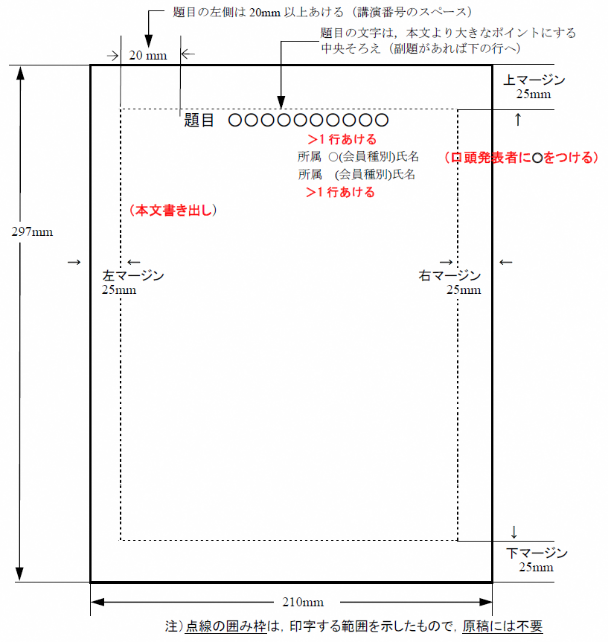 題目の左側は 20mm 以上あける（講演番号のスペース）
題目の文字は，本文より大きなポイントにする
中央そろえ（副題があれば下の行へ）
20 mm
上マージン
25mm
↑
題目　○○○○○○○○○○
＞1 行あける
所属　○(会員種別)氏名　（口頭発表者に○をつける）
所属　(会員種別)氏名
＞1 行あける
（本文書き出し）
297mm
→　←
左マージン
25mm
→　←
右マージン
25mm
↓
下マージン
25mm
210mm
注）点線の囲み枠は，印字する範囲を示したもので，原稿には不要